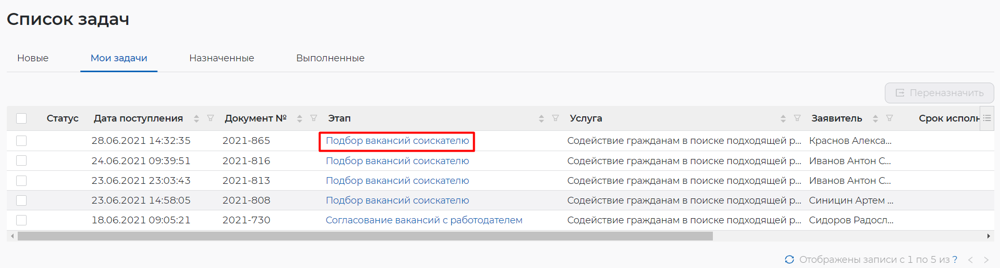 Список задач
Новые Мои задачи Назначенные Выполненные
Переназначить
Статус Дата поступления Документ № Этап Услуга Заявитель Срок исполн
28.06.2021 14:32:35 2021-865 Подбор вакансий соискателю Содействие гражданам в поиске подходящей р... Краснов Алекса...
24.06.2021 09:39:51 2021-816 Подбор вакансий соискателю Содействие гражданам в поиске подходящей р... Иванов Антон С...
23.06.2021 23:03:43 2021-813 Подбор вакансий соискателю Содействие гражданам в поиске подходящей р... Иванов Антон С...
23.06.2021 14:58:05 2021-808 Подбор вакансий соискателю Содействие гражданам в поиске подходящей р... Синицин Артем ...
18.06.2021 09:05:21 2021-730 Согласование вакансий с работодателем Содействие гражданам в поиске подходящей р... Сидоров Радосл...
Отображены записи с 1 по 5 из ?